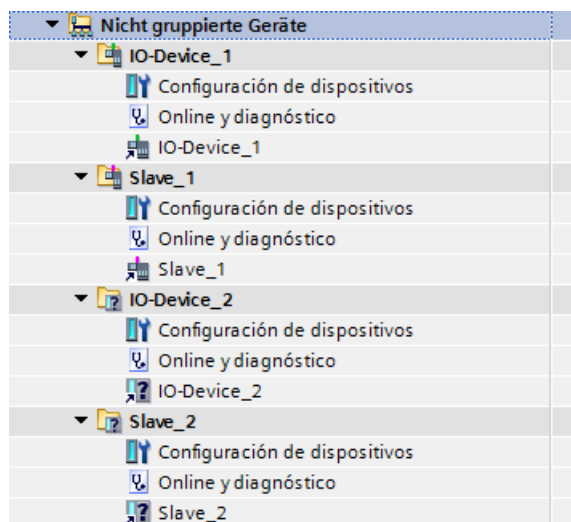 Nicht gruppierte Geräte
IO-Device_1
Configuración de dispositivos
Online y diagnóstico
IO-Device_1
Slave_1
Configuración de dispositivos
Online y diagnóstico
Slave_1
IO-Device_2
Configuración de dispositivos
Online y diagnóstico
IO-Device_2
Slave_2
Configuración de dispositivos
Online y diagnóstico
Slave_2